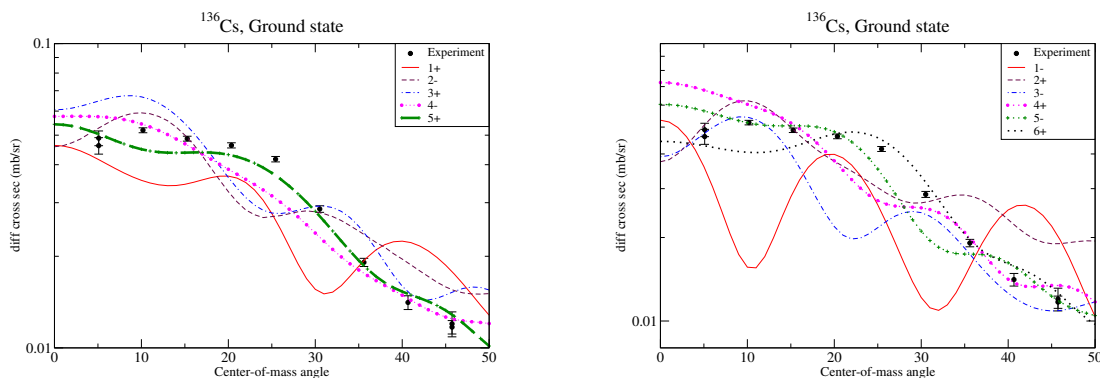 ¹³⁶Cs, Ground state
0.1
Experiment
1+
2-
3+
4-
5+
diff cross sec (mb/sr)
0.01
0 10 20 30 40 50
Center-of-mass angle
¹³⁶Cs, Ground state
Experiment
1-
2+
3-
4+
5-
6+
diff cross sec (mb/sr)
0.01
0 10 20 30 40 50
Center-of-mass angle